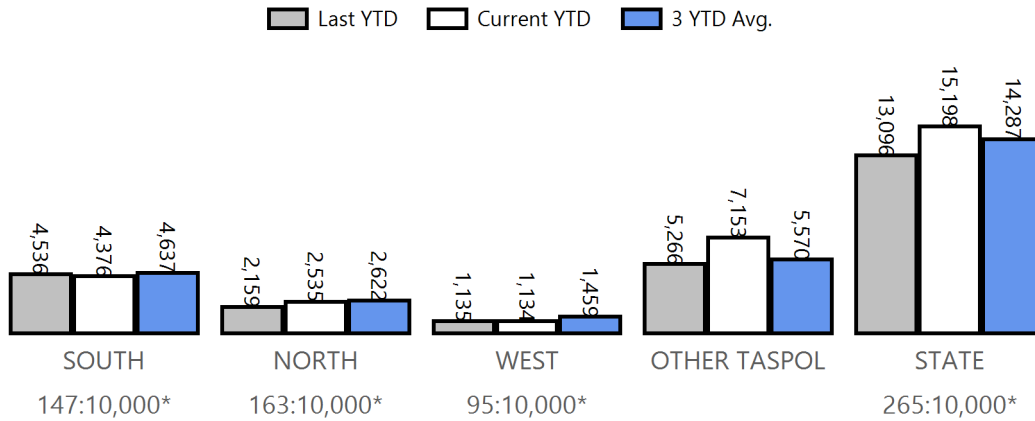 Last YTD Current YTD 3 YTD Avg.
4,536 4,376 4,637 2,159 2,535 2,622 1,135 1,134 1,459 5,266 7,153 5,570 13,096 15,198 14,287
SOUTH NORTH WEST OTHER TASPOL STATE
147:10,000* 163:10,000* 95:10,000* 265:10,000*